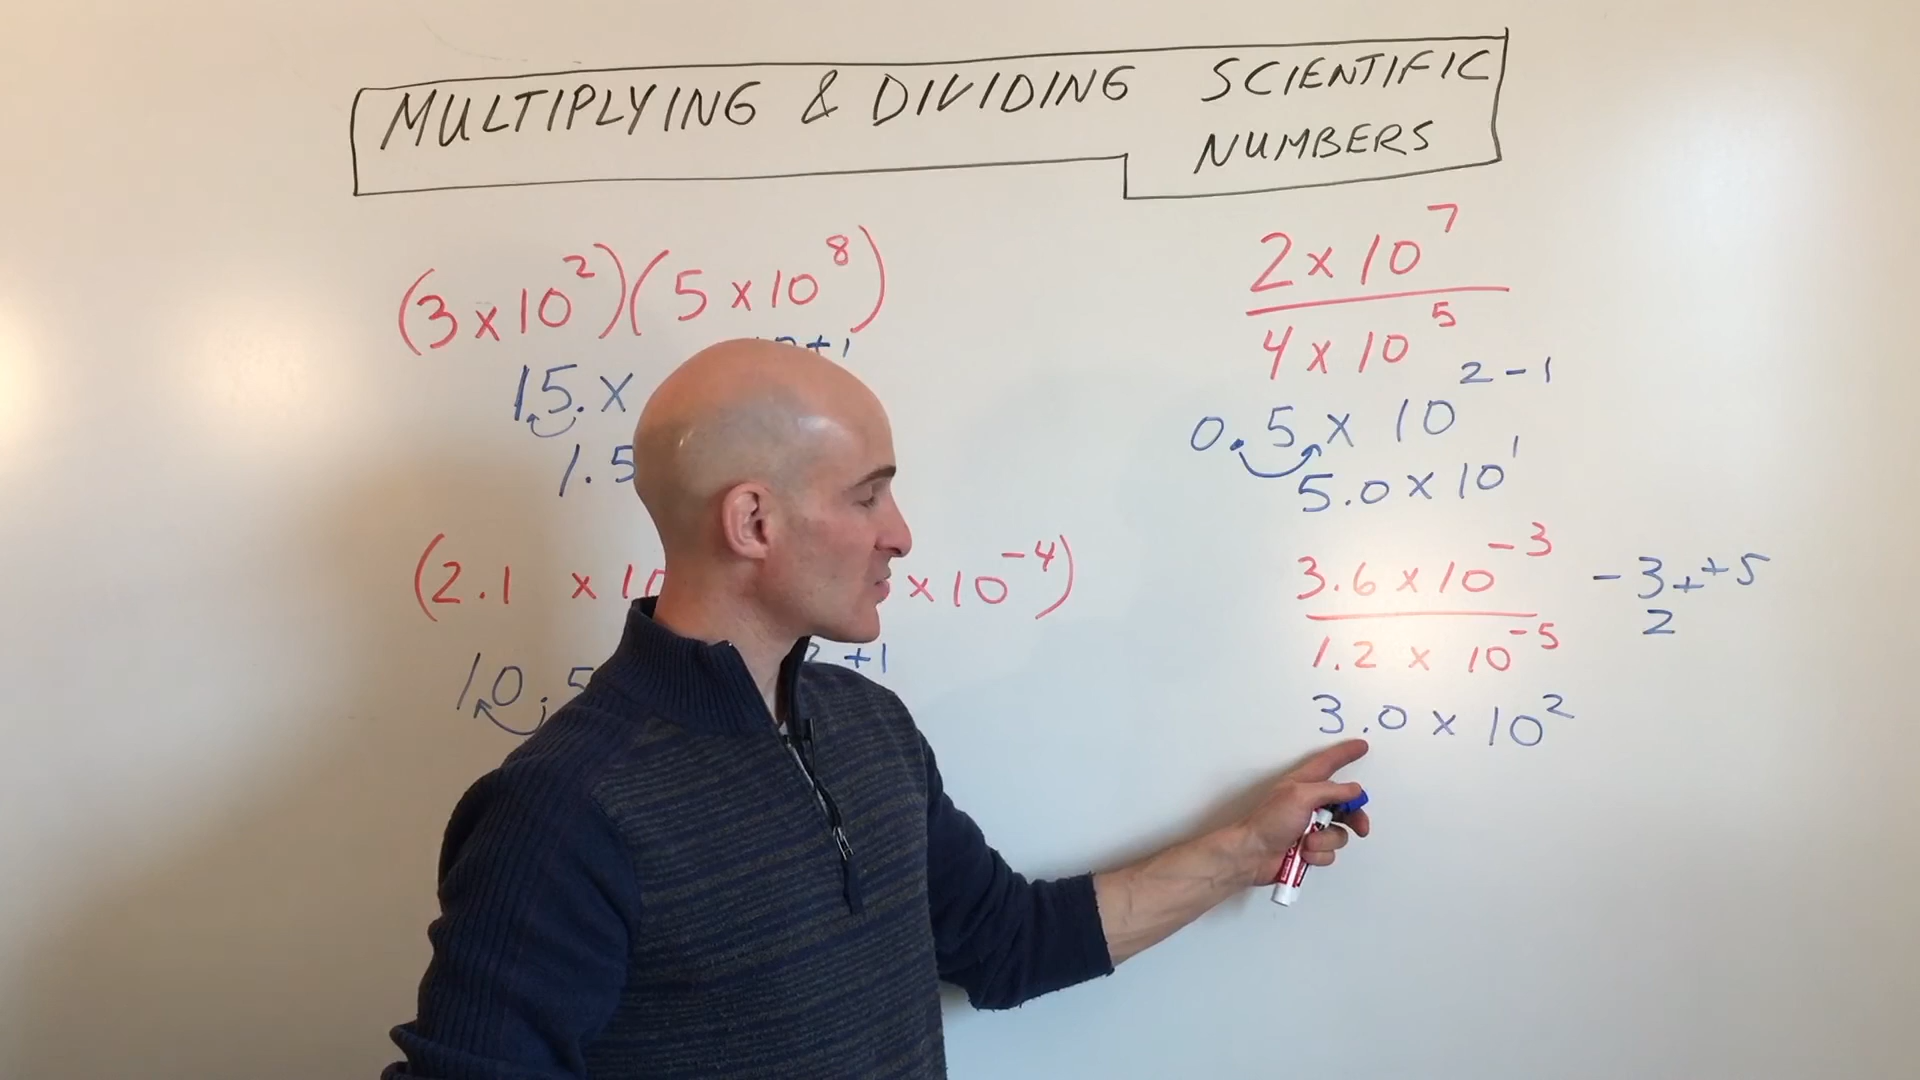 MULTIPLYING & DIVIDING SCIENTIFIC
NUMBERS
(3 x 10²)(5 x 10⁸)
15. x
1.5
(2.1 x 10 x 10⁻⁴)
10.5 +1
2 x 10⁷
4 x 10⁵
0.5 x 10²⁻¹
5.0 x 10¹
3.6 x 10⁻³
1.2 x 10⁻⁵
-3 + +5
2
3.0 x 10²